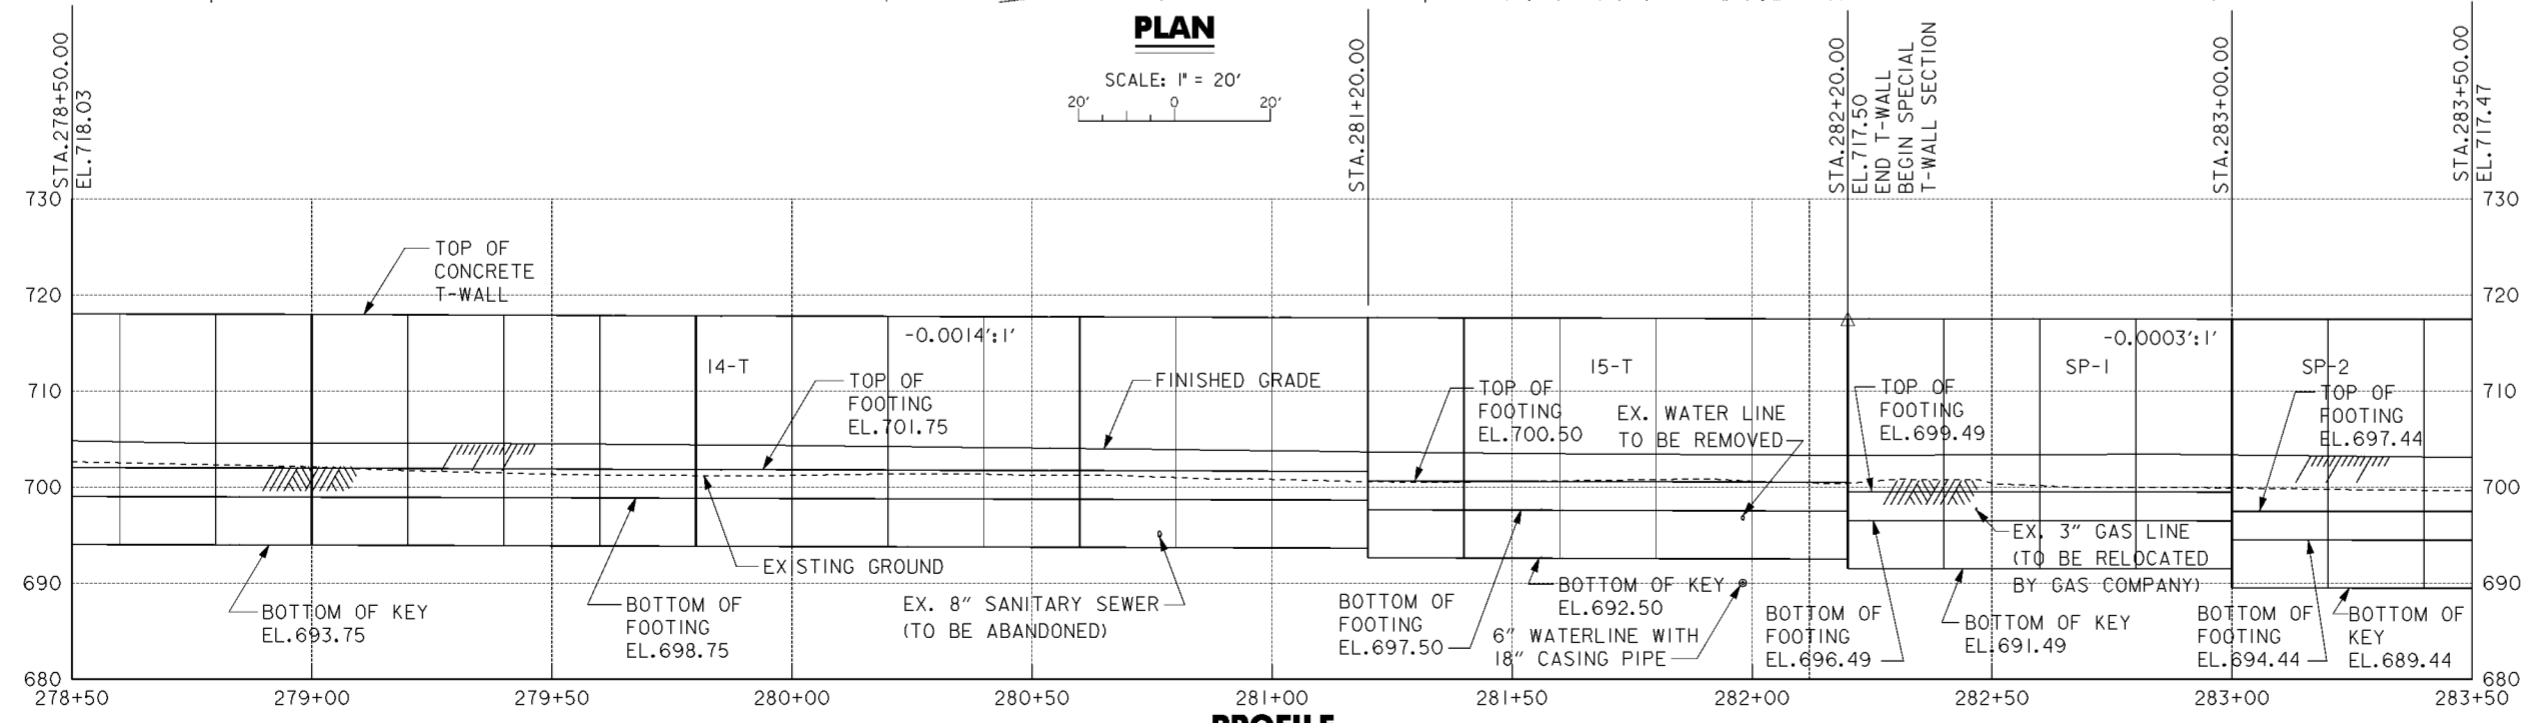 PLAN
SCALE: 1" = 20'
20' 0 20'
STA.278+50.00
EL.718.03
STA.281+20.00
STA.282+20.00
EL.717.50
END T-WALL
BEGIN SPECIAL
T-WALL SECTION
STA.283+00.00
STA.283+50.00
EL.717.47
730 730
TOP OF
CONCRETE
T-WALL
720 720
-0.0014':1'
-0.0003':1'
14-T
15-T
SP-1
SP-2
710 710
TOP OF
FOOTING
EL.701.75
FINISHED GRADE
TOP OF
FOOTING
EL.700.50
EX. WATER LINE
TO BE REMOVED
TOP OF
FOOTING
EL.699.49
TOP OF
FOOTING
EL.697.44
700 700
EX. 3" GAS LINE
(TO BE RELOCATED
BY GAS COMPANY)
EXISTING GROUND
690 690
BOTTOM OF KEY
EL.693.75
BOTTOM OF
FOOTING
EL.698.75
EX. 8" SANITARY SEWER
(TO BE ABANDONED)
BOTTOM OF
FOOTING
EL.697.50
BOTTOM OF KEY
EL.692.50
6" WATERLINE WITH
18" CASING PIPE
BOTTOM OF
FOOTING
EL.696.49
BOTTOM OF KEY
EL.691.49
BOTTOM OF
FOOTING
EL.694.44
BOTTOM OF
KEY
EL.689.44
680 680
278+50 279+00 279+50 280+00 280+50 281+00 281+50 282+00 282+50 283+00 283+50
PROFILE